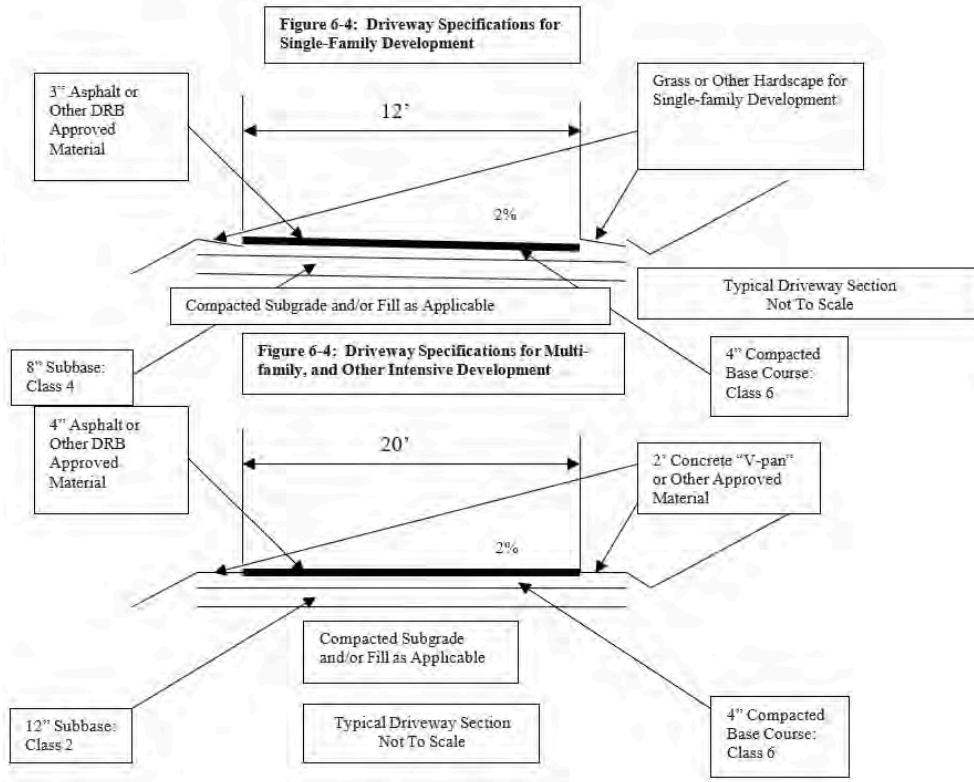 Figure 6-4: Driveway Specifications for
Single-Family Development
3” Asphalt or
Other DRB
Approved
Material
12’
Grass or Other Hardscape for
Single-family Development
2%
Compacted Subgrade and/or Fill as Applicable
Typical Driveway Section
Not To Scale
8” Subbase:
Class 4
4” Compacted
Base Course:
Class 6
Figure 6-4: Driveway Specifications for Multi-
family, and Other Intensive Development
4” Asphalt or
Other DRB
Approved
Material
20’
2’ Concrete “V-pan”
or Other Approved
Material
2%
Compacted Subgrade
and/or Fill as Applicable
12” Subbase:
Class 2
Typical Driveway Section
Not To Scale
4” Compacted
Base Course:
Class 6